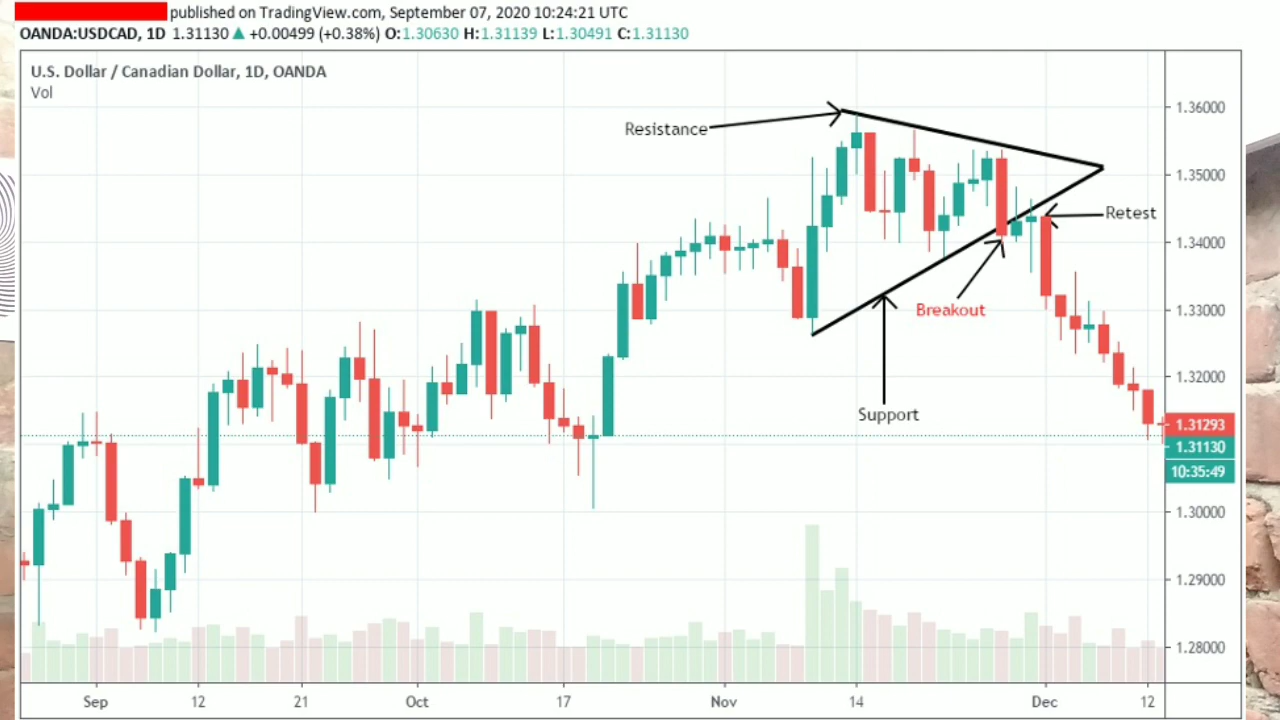 published on TradingView.com, September 07, 2020 10:24:21 UTC
OANDA:USDCAD, 1D 1.31130 ▲ +0.00499 (+0.38%) O:1.30630 H:1.31139 L:1.30491 C:1.31130
U.S. Dollar / Canadian Dollar, 1D, OANDA
Vol
1.36000
Resistance
1.35000
Retest
1.34000
Breakout
1.33000
1.32000
Support
1.31293
1.31130
10:35:49
1.30000
1.29000
1.28000
Sep 12 21 Oct 17 Nov 14 Dec 12